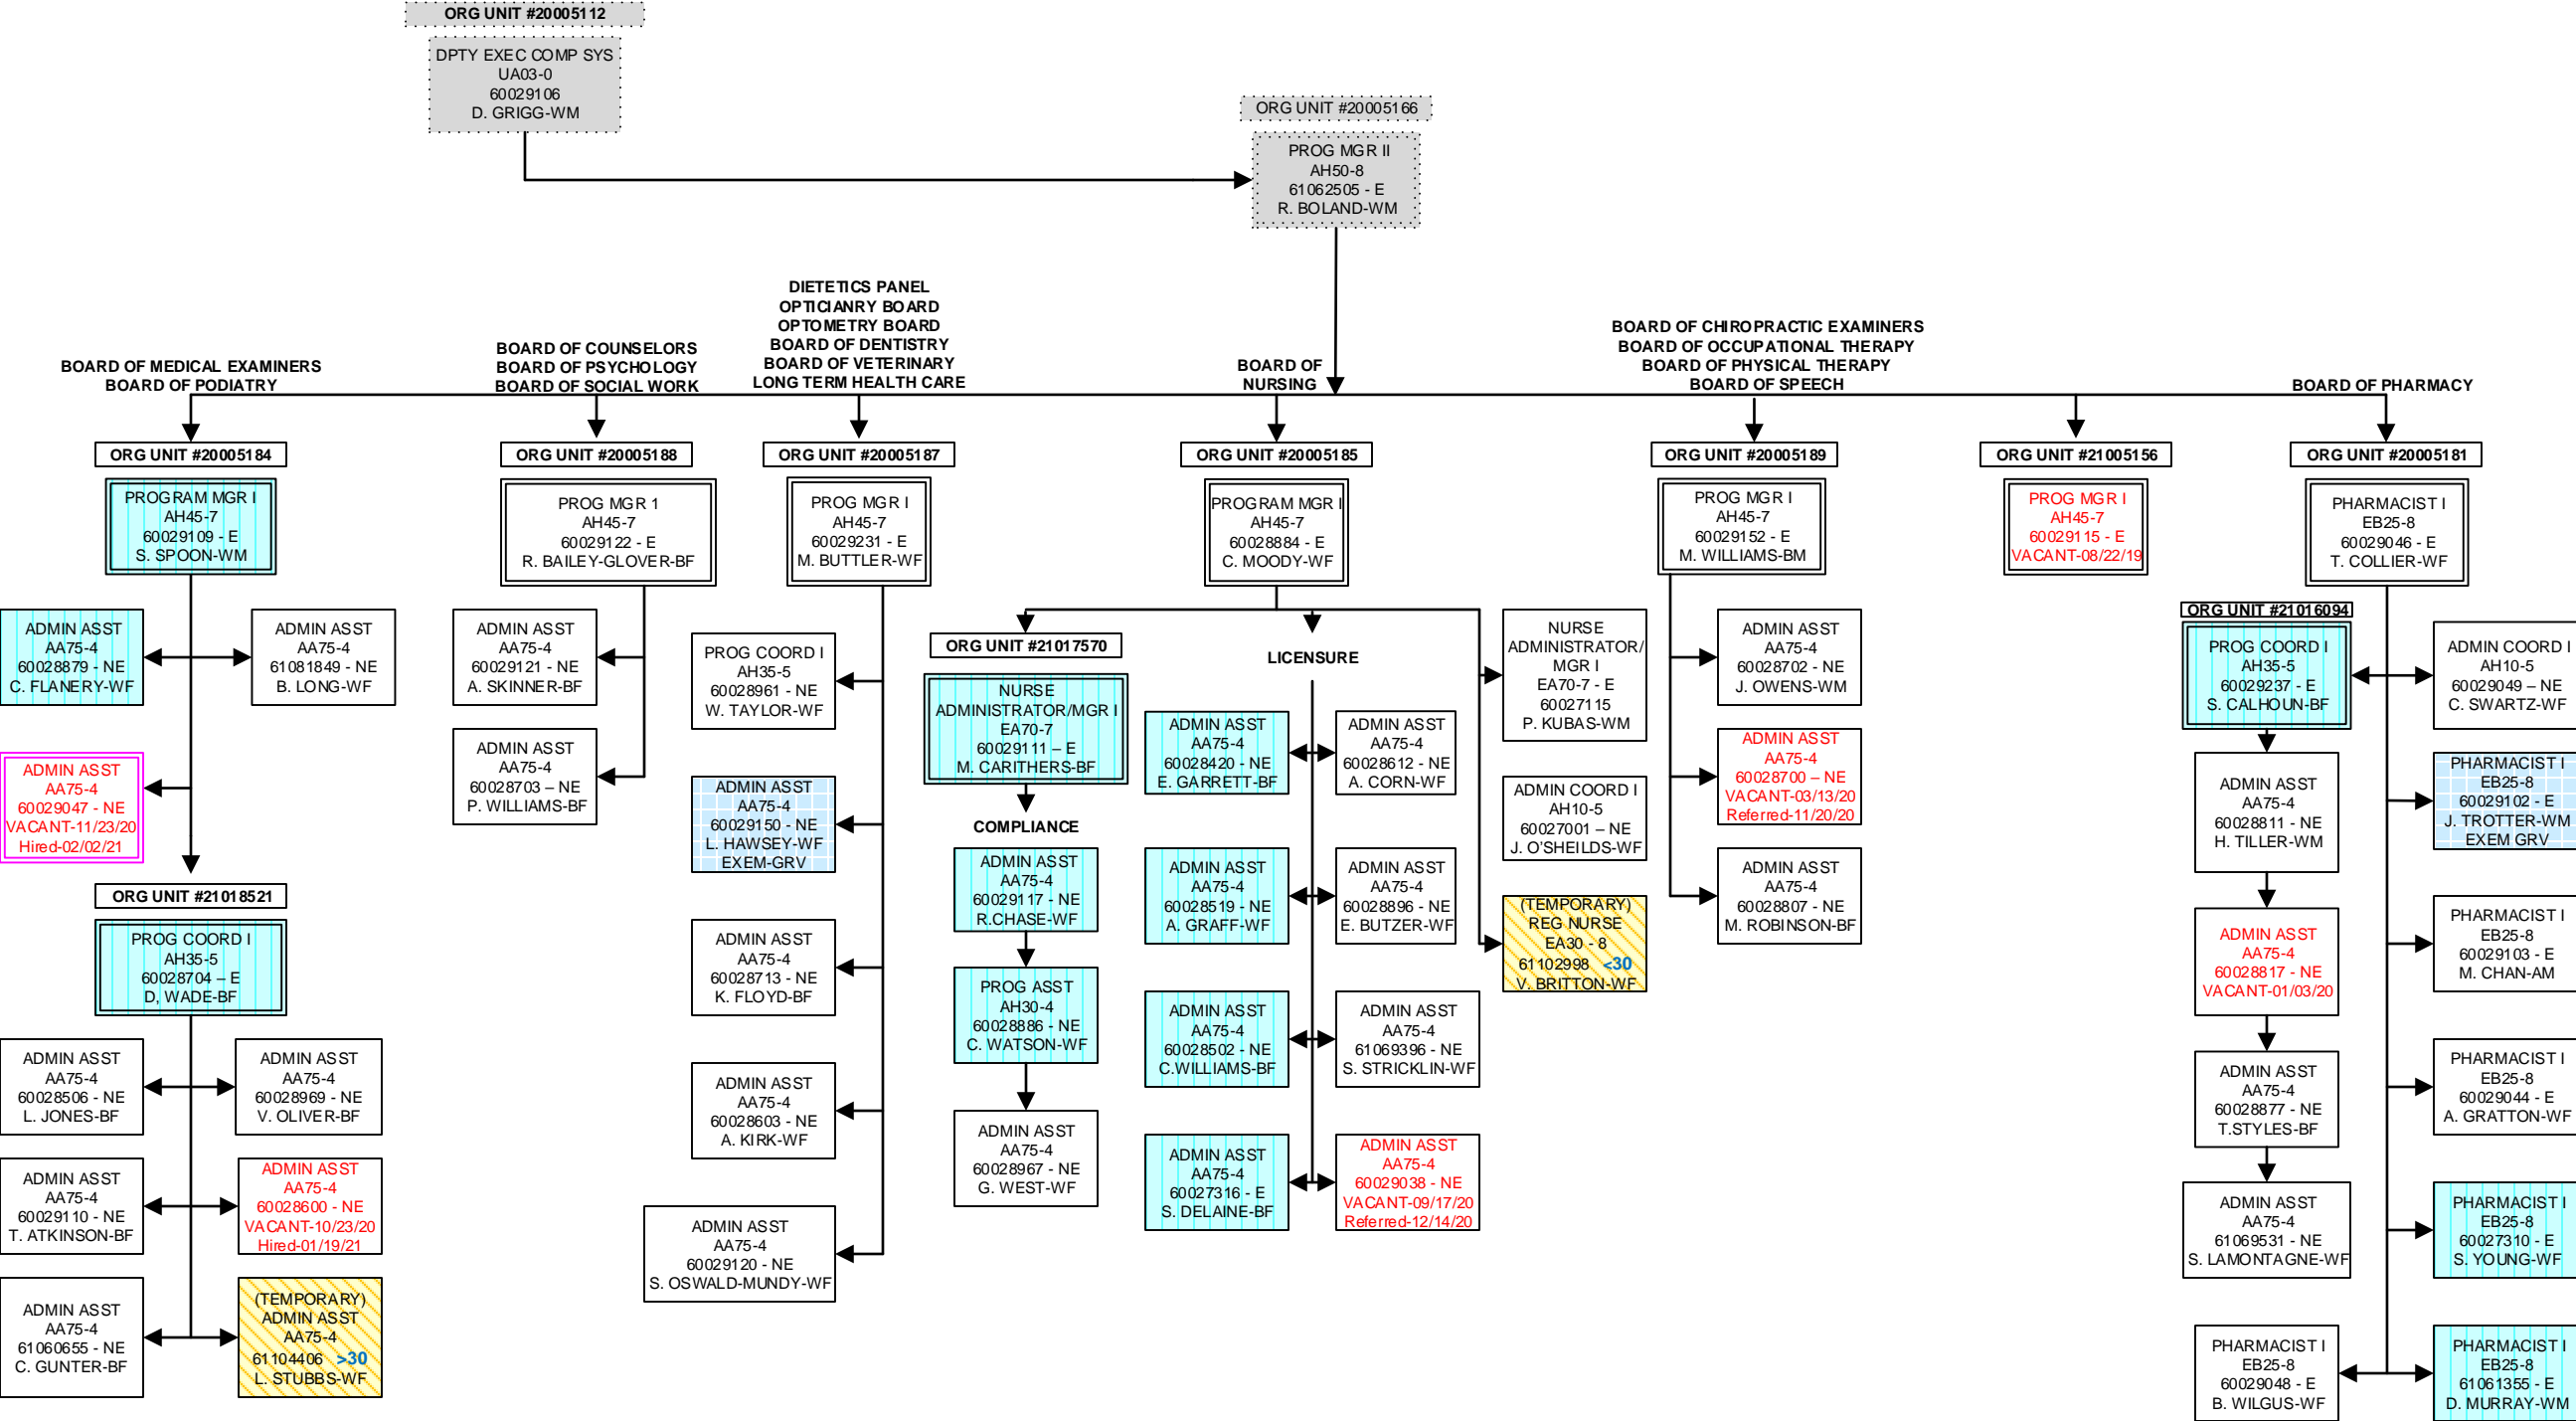 ORG UNIT #20005112
DPTY EXEC COMP SYS
UA03-0
60029106
D. GRIGG-WM
ORG UNIT #20005166
PROG MGR II
AH50-8
61062505 - E
R. BOLAND-WM
BOARD OF MEDICAL EXAMINERS
BOARD OF PODIATRY
BOARD OF COUNSELORS
BOARD OF PSYCHOLOGY
BOARD OF SOCIAL WORK
DIETETICS PANEL
OPTICIANRY BOARD
OPTOMETRY BOARD
BOARD OF DENTISTRY
BOARD OF VETERINARY
LONG TERM HEALTH CARE
BOARD OF
NURSING
BOARD OF CHIROPRACTIC EXAMINERS
BOARD OF OCCUPATIONAL THERAPY
BOARD OF PHYSICAL THERAPY
BOARD OF SPEECH
BOARD OF PHARMACY
ORG UNIT #20005184
PROGRAM MGR I
AH45-7
60029109 - E
S. SPOON-WM
ADMIN ASST
AA75-4
60028879 - NE
C. FLANERY-WF
ADMIN ASST
AA75-4
61081849 - NE
B. LONG-WF
ADMIN ASST
AA75-4
60029047 - NE
VACANT-11/23/20
Hired-02/02/21
ORG UNIT #21018521
PROG COORD I
AH35-5
60028704 – E
D, WADE-BF
ADMIN ASST
AA75-4
60028506 - NE
L. JONES-BF
ADMIN ASST
AA75-4
60028969 - NE
V. OLIVER-BF
ADMIN ASST
AA75-4
60029110 - NE
T. ATKINSON-BF
ADMIN ASST
AA75-4
60028600 - NE
VACANT-10/23/20
Hired-01/19/21
ADMIN ASST
AA75-4
61060655 - NE
C. GUNTER-BF
(TEMPORARY)
ADMIN ASST
AA75-4
61104406 >30
L. STUBBS-WF
ORG UNIT #20005188
PROG MGR 1
AH45-7
60029122 - E
R. BAILEY-GLOVER-BF
ADMIN ASST
AA75-4
60029121 - NE
A. SKINNER-BF
ADMIN ASST
AA75-4
60028703 – NE
P. WILLIAMS-BF
ORG UNIT #20005187
PROG MGR I
AH45-7
60029231 - E
M. BUTTLER-WF
PROG COORD I
AH35-5
60028961 - NE
W. TAYLOR-WF
ADMIN ASST
AA75-4
60029150 - NE
L. HAWSEY-WF
EXEM-GRV
ADMIN ASST
AA75-4
60028713 - NE
K. FLOYD-BF
ADMIN ASST
AA75-4
60028603 - NE
A. KIRK-WF
ADMIN ASST
AA75-4
60029120 - NE
S. OSWALD-MUNDY-WF
ORG UNIT #20005185
PROGRAM MGR I
AH45-7
60028884 - E
C. MOODY-WF
ORG UNIT #21017570
NURSE
ADMINISTRATOR/MGR I
EA70-7
60029111 – E
M. CARITHERS-BF
COMPLIANCE
ADMIN ASST
AA75-4
60029117 - NE
R.CHASE-WF
PROG ASST
AH30-4
60028886 - NE
C. WATSON-WF
ADMIN ASST
AA75-4
60028967 - NE
G. WEST-WF
LICENSURE
ADMIN ASST
AA75-4
60028420 - NE
E. GARRETT-BF
ADMIN ASST
AA75-4
60028612 - NE
A. CORN-WF
ADMIN ASST
AA75-4
60028519 - NE
A. GRAFF-WF
ADMIN ASST
AA75-4
60028896 - NE
E. BUTZER-WF
ADMIN ASST
AA75-4
60028502 - NE
C.WILLIAMS-BF
ADMIN ASST
AA75-4
61069396 - NE
S. STRICKLIN-WF
ADMIN ASST
AA75-4
60027316 - E
S. DELAINE-BF
ADMIN ASST
AA75-4
60029038 - NE
VACANT-09/17/20
Referred-12/14/20
NURSE
ADMINISTRATOR/
MGR I
EA70-7 - E
60027115
P. KUBAS-WM
ADMIN COORD I
AH10-5
60027001 – NE
J. O'SHEILDS-WF
(TEMPORARY)
REG NURSE
EA30 - 8
61102998 <30
V. BRITTON-WF
ORG UNIT #20005189
PROG MGR I
AH45-7
60029152 - E
M. WILLIAMS-BM
ADMIN ASST
AA75-4
60028702 - NE
J. OWENS-WM
ADMIN ASST
AA75-4
60028700 – NE
VACANT-03/13/20
Referred-11/20/20
ADMIN ASST
AA75-4
60028807 - NE
M. ROBINSON-BF
ORG UNIT #21005156
PROG MGR I
AH45-7
60029115 - E
VACANT-08/22/19
ORG UNIT #20005181
PHARMACIST I
EB25-8
60029046 - E
T. COLLIER-WF
ORG UNIT #21016094
PROG COORD I
AH35-5
60029237 - E
S. CALHOUN-BF
ADMIN COORD I
AH10-5
60029049 – NE
C. SWARTZ-WF
ADMIN ASST
AA75-4
60028811 - NE
H. TILLER-WM
PHARMACIST I
EB25-8
60029102 - E
J. TROTTER-WM
EXEM GRV
ADMIN ASST
AA75-4
60028817 - NE
VACANT-01/03/20
PHARMACIST I
EB25-8
60029103 – E
M. CHAN-AM
ADMIN ASST
AA75-4
60028877 - NE
T.STYLES-BF
PHARMACIST I
EB25-8
60029044 - E
A. GRATTON-WF
ADMIN ASST
AA75-4
61069531 - NE
S. LAMONTAGNE-WF
PHARMACIST I
EB25-8
60027310 - E
S. YOUNG-WF
PHARMACIST I
EB25-8
60029048 - E
B. WILGUS-WF
PHARMACIST I
EB25-8
61061355 - E
D. MURRAY-WM